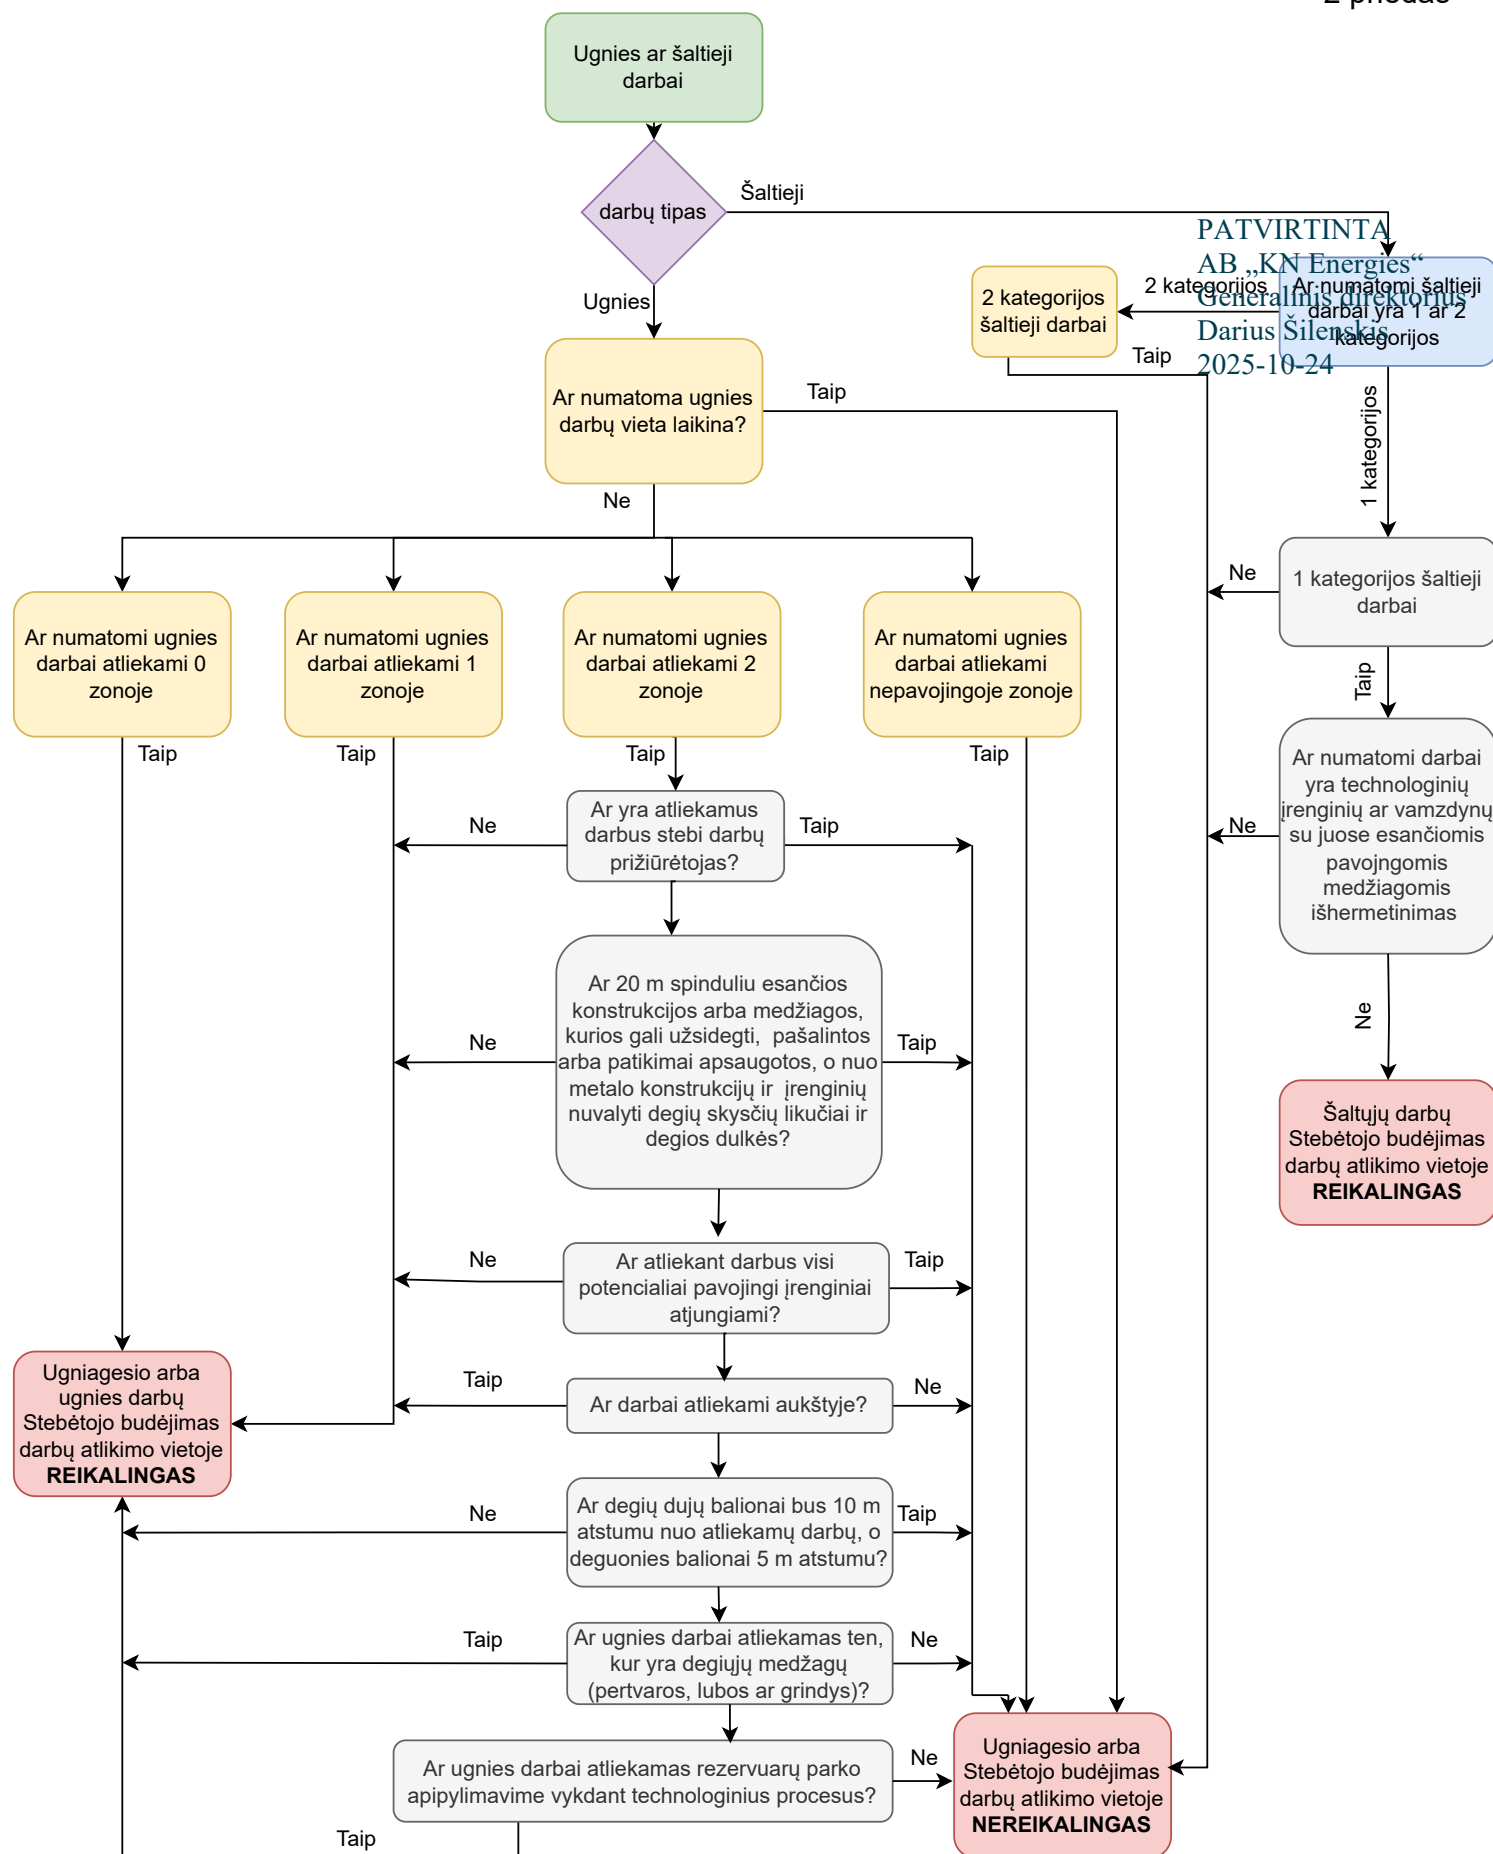 2 priedas
Ugnies ar šaltieji
darbai
darbų tipas
Šaltieji
Ugnies
PATVIRTINTA
AB „KN Energies“
Generalinis direktorius
Darius Šilenskis
2025-10-24
2 kategorijos
Ar numatomi šaltieji
darbai yra 1 ar 2
kategorijos
2 kategorijos
šaltieji darbai
Taip
1 kategorijos
Ar numatoma ugnies
darbų vieta laikina?
Taip
Ne
Ne
1 kategorijos šaltieji
darbai
Taip
Ar numatomi ugnies
darbai atliekami 0
zonoje
Ar numatomi ugnies
darbai atliekami 1
zonoje
Ar numatomi ugnies
darbai atliekami 2
zonoje
Ar numatomi ugnies
darbai atliekami
nepavojingoje zonoje
Taip
Taip
Taip
Taip
Ar numatomi darbai
yra technologinių
įrenginių ar vamzdynų
su juose esančiomis
pavojngomis
medžiagomis
išhermetinimas
Ne
Ne
Šaltųjų darbų
Stebėtojo budėjimas
darbų atlikimo vietoje
REIKALINGAS
Ar yra atliekamus
darbus stebi darbų
prižiūrėtojas?
Ne
Taip
Ar 20 m spinduliu esančios
konstrukcijos arba medžiagos,
kurios gali užsidegti, pašalintos
arba patikimai apsaugotos, o nuo
metalo konstrukcijų ir įrenginių
nuvalyti degių skysčių likučiai ir
degios dulkės?
Ne
Taip
Ar atliekant darbus visi
potencialiai pavojingi įrenginiai
atjungiami?
Ne
Taip
Ar darbai atliekami aukštyje?
Taip
Ne
Ugniagesio arba
ugnies darbų
Stebėtojo budėjimas
darbų atlikimo vietoje
REIKALINGAS
Ar degių dujų balionai bus 10 m
atstumu nuo atliekamų darbų, o
deguonies balionai 5 m atstumu?
Ne
Taip
Ar ugnies darbai atliekamas ten,
kur yra degiųjų medžagų
(pertvaros, lubos ar grindys)?
Taip
Ne
Ar ugnies darbai atliekamas rezervuarų parko
apipylimavime vykdant technologinius procesus?
Ne
Taip
Ugniagesio arba
Stebėtojo budėjimas
darbų atlikimo vietoje
NEREIKALINGAS